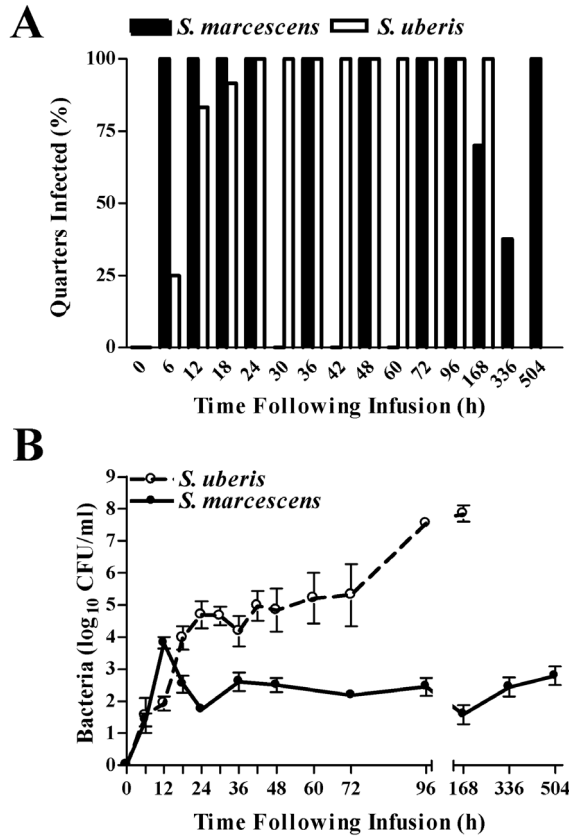 A
S. marcescens S. uberis
Quarters Infected (%)
100
75
50
25
0
0 6 12 18 24 30 36 42 48 60 72 96 168 336 504
Time Following Infusion (h)
B
S. uberis
S. marcescens
Bacteria (log10 CFU/ml)
9
8
7
6
5
4
3
2
1
0
0 12 24 36 48 60 72 96 168 336 504
Time Following Infusion (h)